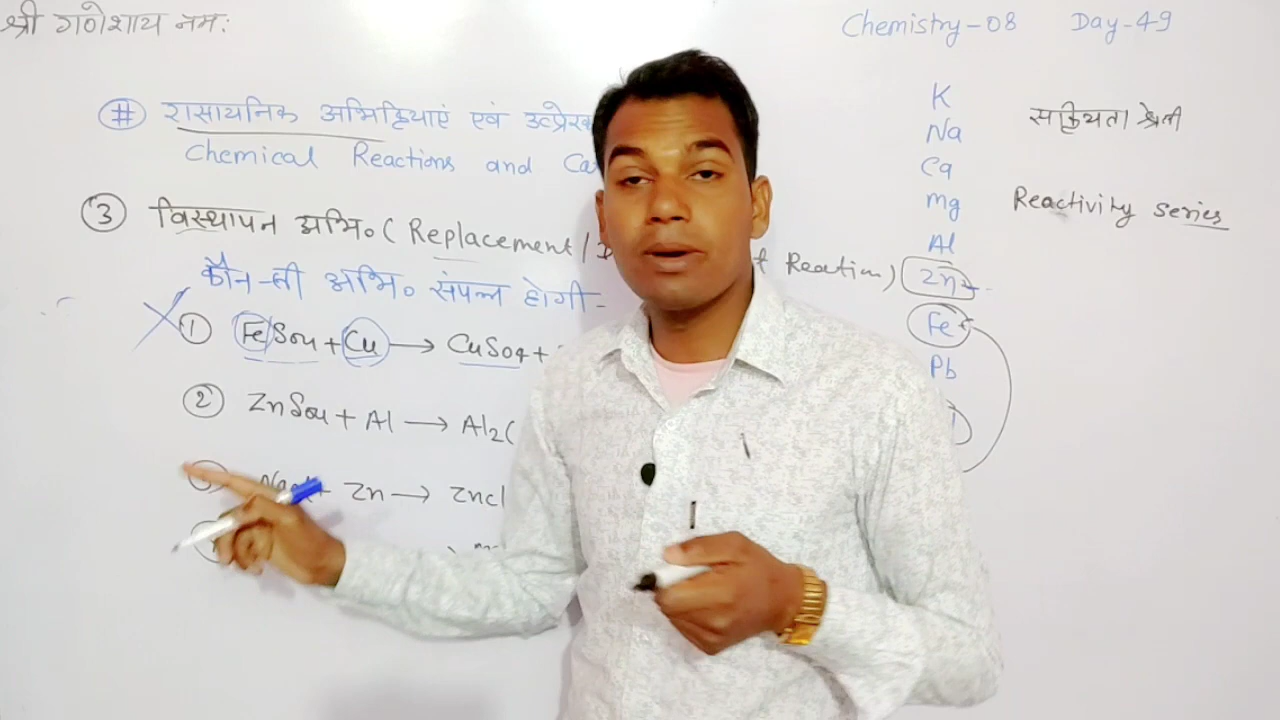 श्री गणेशाय नमः
Chemistry-08 Day-49
# रासायनिक अभिक्रियाएं एवं
Chemical Reactions and
③ विस्थापन अभि० ( Replacement / Reaction)
कौन-सी अभि० संपन्न होगी-
① FeSO4 + Cu → CuSO4 +
② ZnSO4 + Al → Al2(
Zn → ZnCl
K
Na
Ca
Mg
Al
Zn
Fe
Pb
सक्रियता श्रेणी
Reactivity series